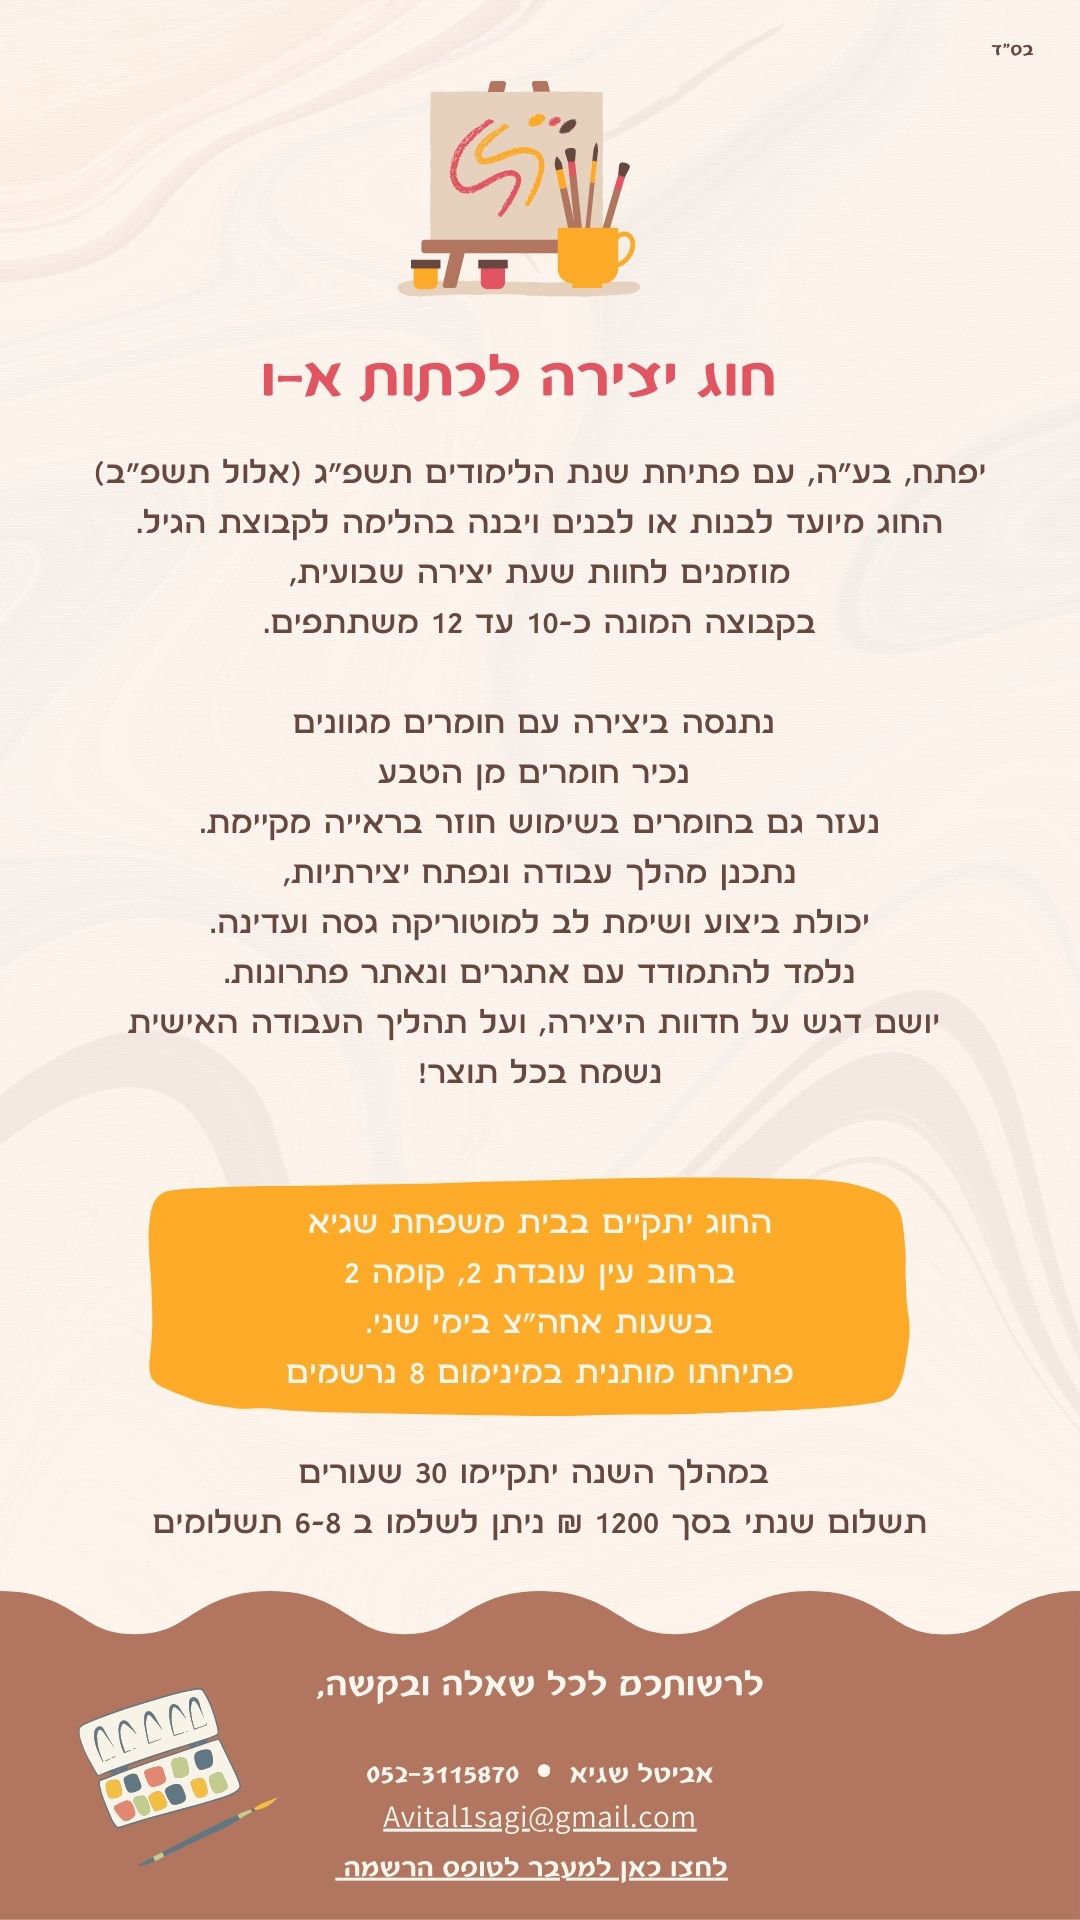 בס"ד
חוג יצירה לכתות א-ו
יפתח, בע"ה, עם פתיחת שנת הלימודים תשפ"ג (אלול תשפ"ב)
החוג מיועד לבנות או לבנים ויבנה בהלימה לקבוצת הגיל.
מוזמנים לחוות שעת יצירה שבועית,
בקבוצה המונה כ-10 עד 12 משתתפים.
נתנסה ביצירה עם חומרים מגוונים
נכיר חומרים מן הטבע
נעזר גם בחומרים בשימוש חוזר בראייה מקיימת.
נתכנן מהלך עבודה ונפתח יצירתיות,
יכולת ביצוע ושימת לב למוטוריקה גסה ועדינה.
נלמד להתמודד עם אתגרים ונאתר פתרונות.
יושם דגש על חדוות היצירה, ועל תהליך העבודה האישית
נשמח בכל תוצר!
החוג יתקיים בבית משפחת שגיא
ברחוב עין עובדת 2, קומה 2
בשעות אחה"צ בימי שני.
פתיחתו מותנית במינימום 8 נרשמים
במהלך השנה יתקיימו 30 שעורים
תשלום שנתי בסך 1200 ₪ ניתן לשלמו ב 6-8 תשלומים
לרשותכם לכל שאלה ובקשה,
אביטל שגיא • 052-3115870
Avital1sagi@gmail.com
לחצו כאן למעבר לטופס הרשמה